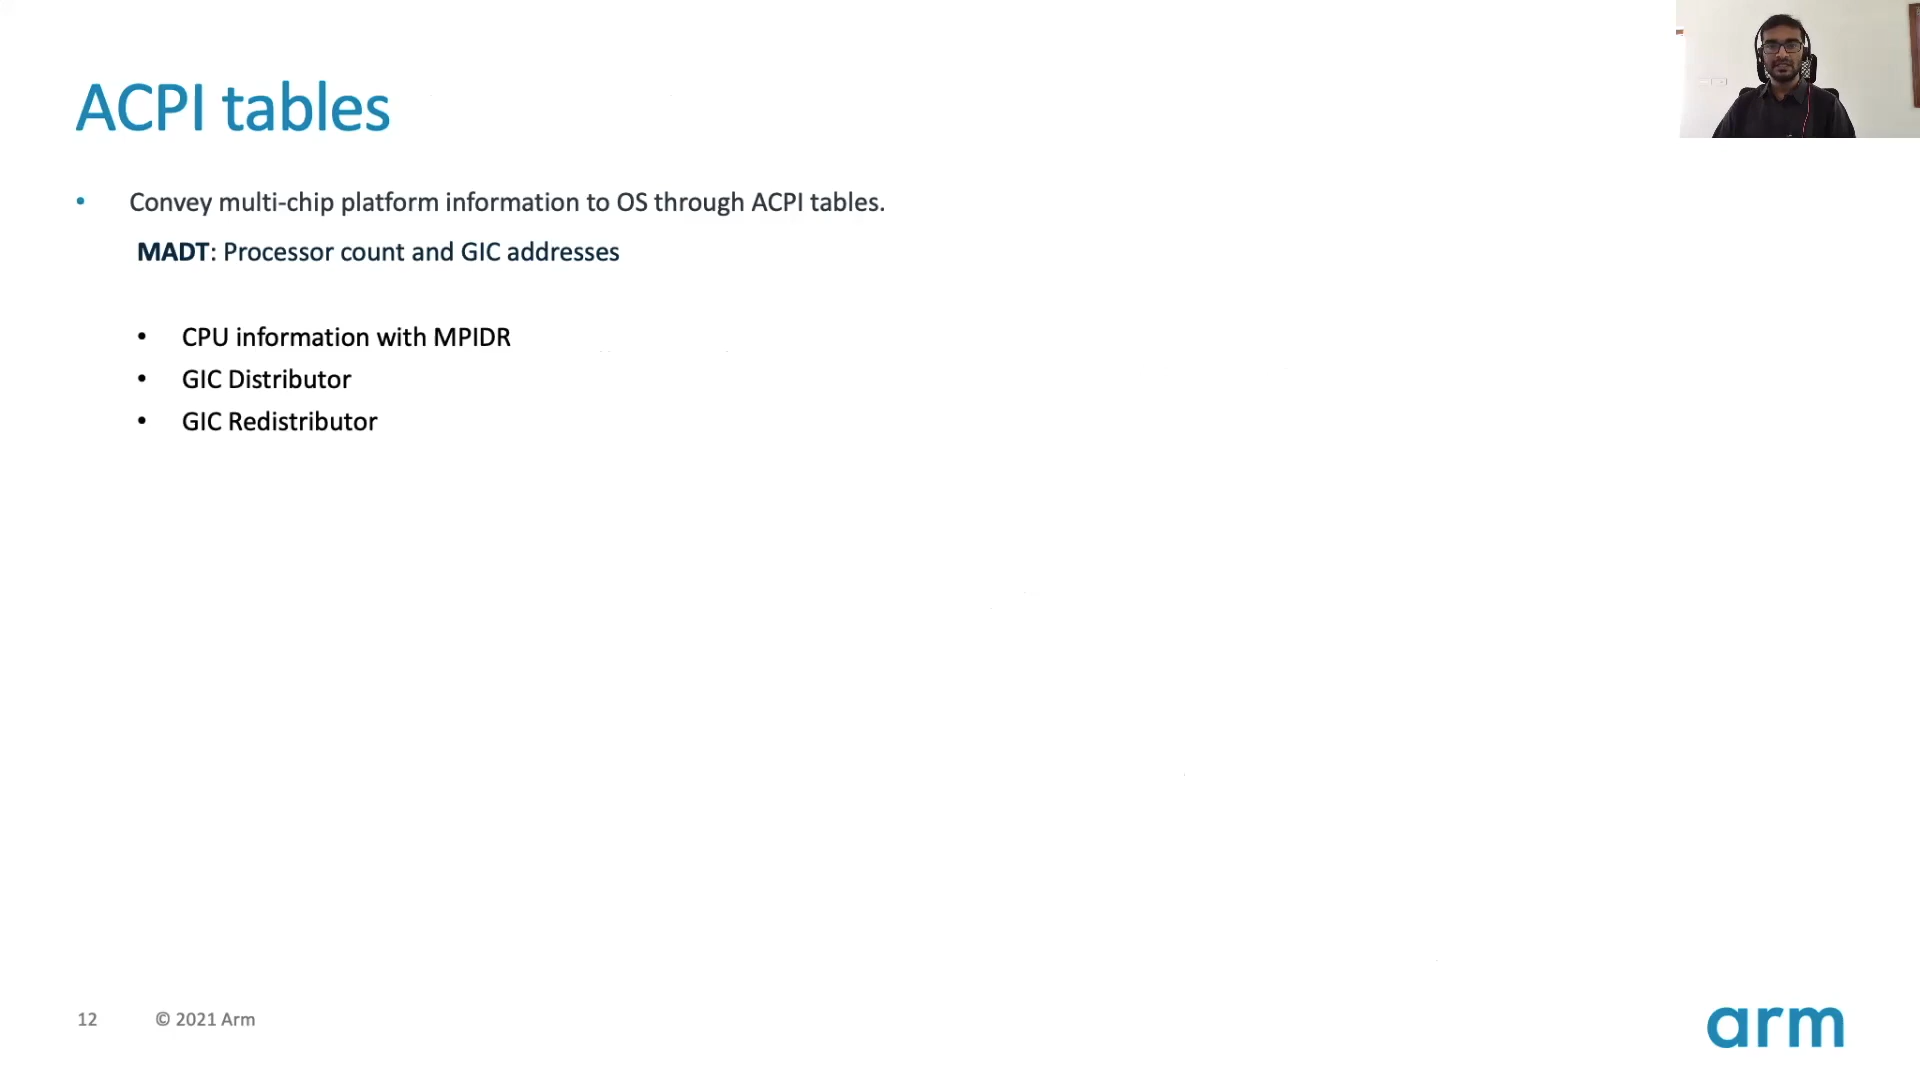 ACPI tables
• Convey multi-chip platform information to OS through ACPI tables.
MADT: Processor count and GIC addresses
• CPU information with MPIDR
• GIC Distributor
• GIC Redistributor
12 © 2021 Arm
arm